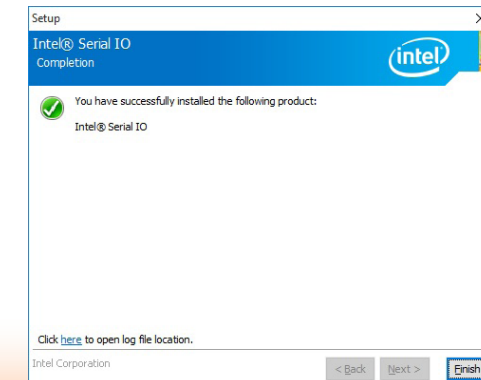 Setup
Intel® Serial IO
Completion
intel
You have successfully installed the following product:
Intel® Serial IO
Click here to open log file location.
Intel Corporation
< Back Next > Finish